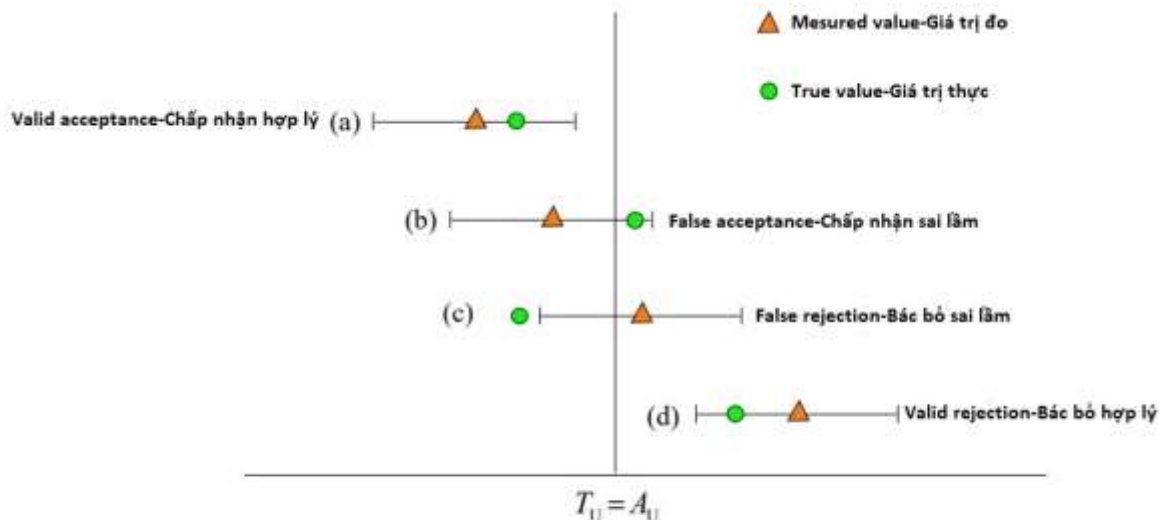 Mesured value-Giá trị đo
True value-Giá trị thực
Valid acceptance-Chấp nhận hợp lý (a)
(b) False acceptance-Chấp nhận sai lầm
(c) False rejection-Bác bỏ sai lầm
(d) Valid rejection-Bác bỏ hợp lý
T_U = A_U